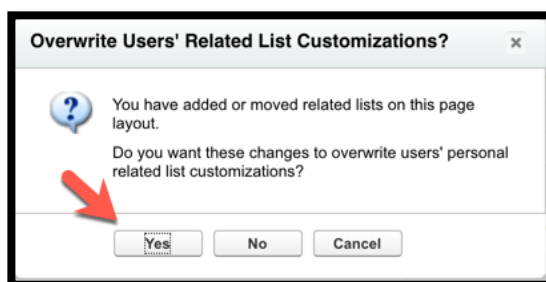 Overwrite Users' Related List Customizations?
You have added or moved related lists on this page
layout.
Do you want these changes to overwrite users' personal
related list customizations?
Yes No Cancel